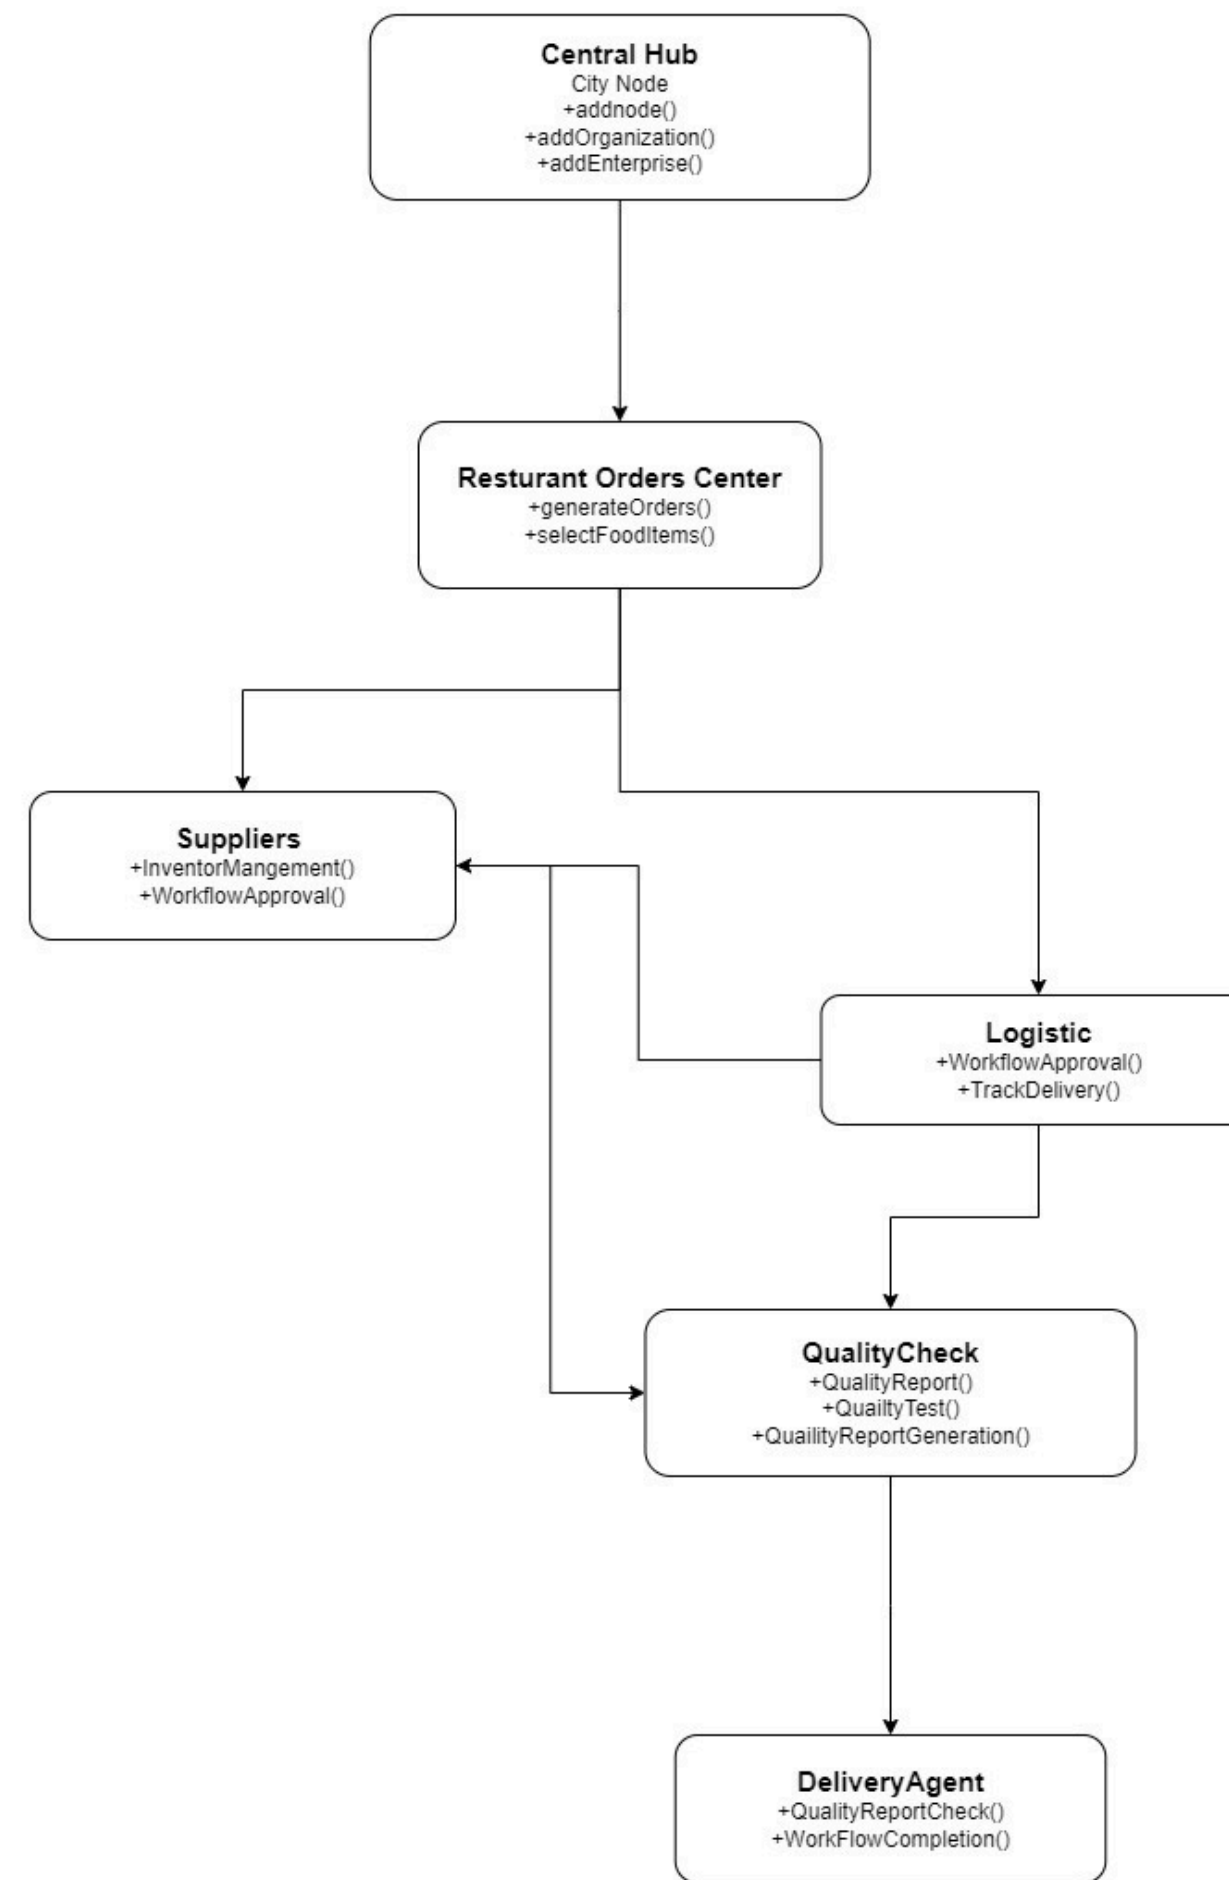 Central Hub
City Node
+addnode()
+addOrganization()
+addEnterprise()
Resturant Orders Center
+generateOrders()
+selectFoodItems()
Suppliers
+InventorMangement()
+WorkflowApproval()
Logistic
+WorkflowApproval()
+TrackDelivery()
QualityCheck
+QualityReport()
+QuailtyTest()
+QuailityReportGeneration()
DeliveryAgent
+QualityReportCheck()
+WorkFlowCompletion()